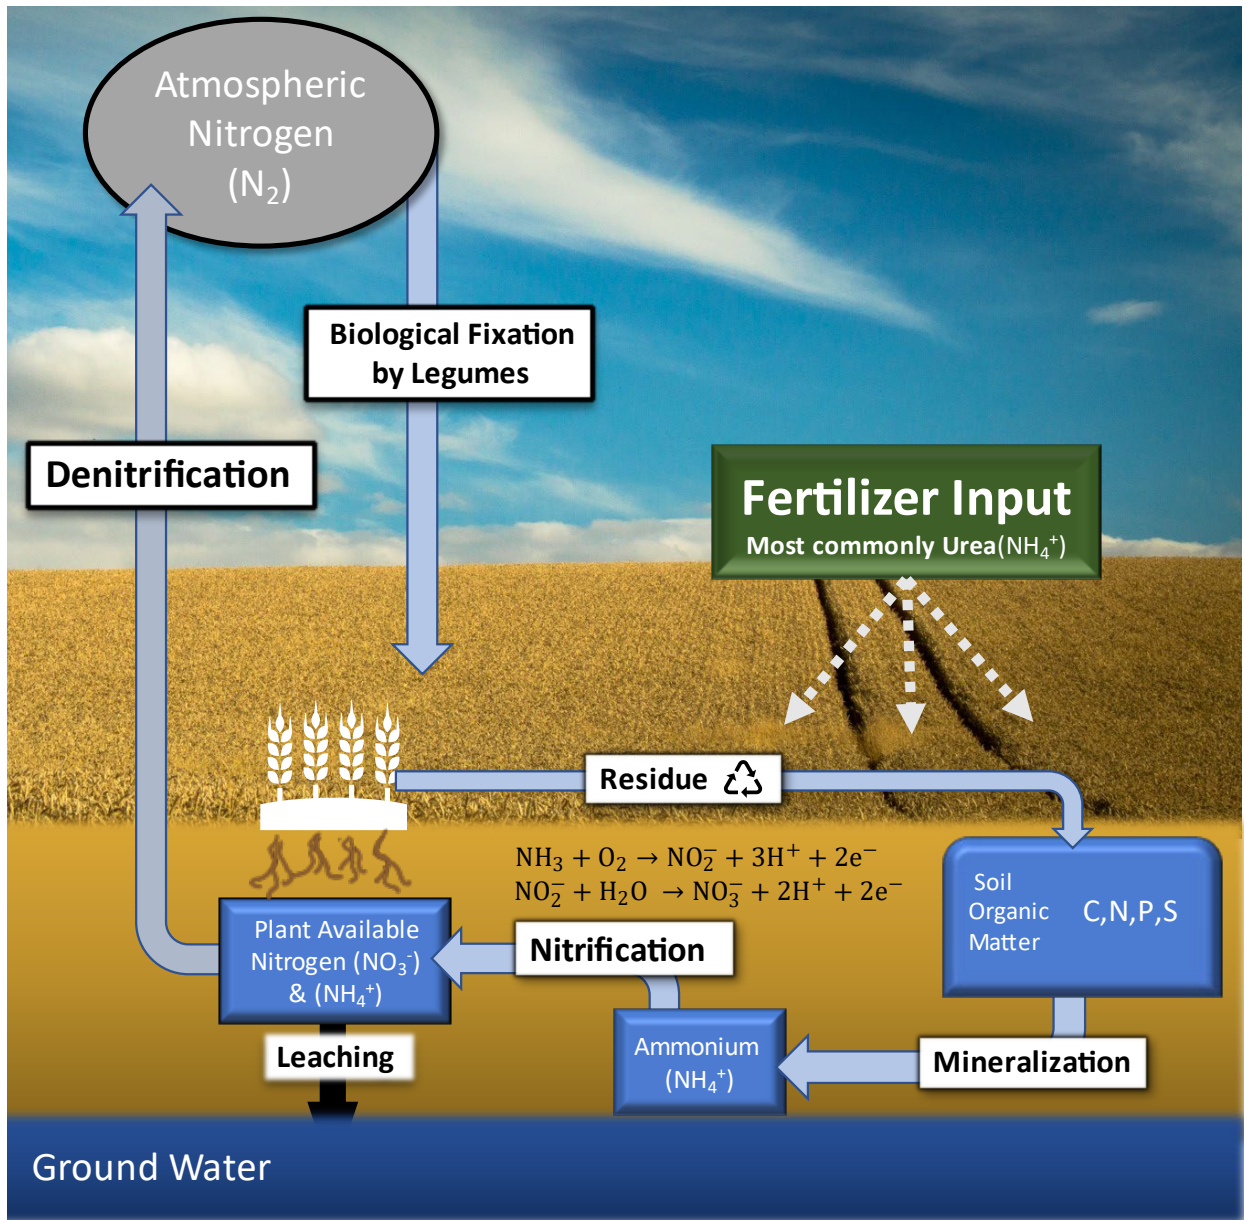 Atmospheric
Nitrogen
(N₂)
Biological Fixation
by Legumes
Denitrification
Fertilizer Input
Most commonly Urea(NH₄⁺)
Residue
NH₃ + O₂ → NO₂⁻ + 3H⁺ + 2e⁻
NO₂⁻ + H₂O → NO₃⁻ + 2H⁺ + 2e⁻
Soil
Organic
Matter
C,N,P,S
Plant Available
Nitrogen (NO₃⁻)
& (NH₄⁺)
Nitrification
Ammonium
(NH₄⁺)
Mineralization
Leaching
Ground Water